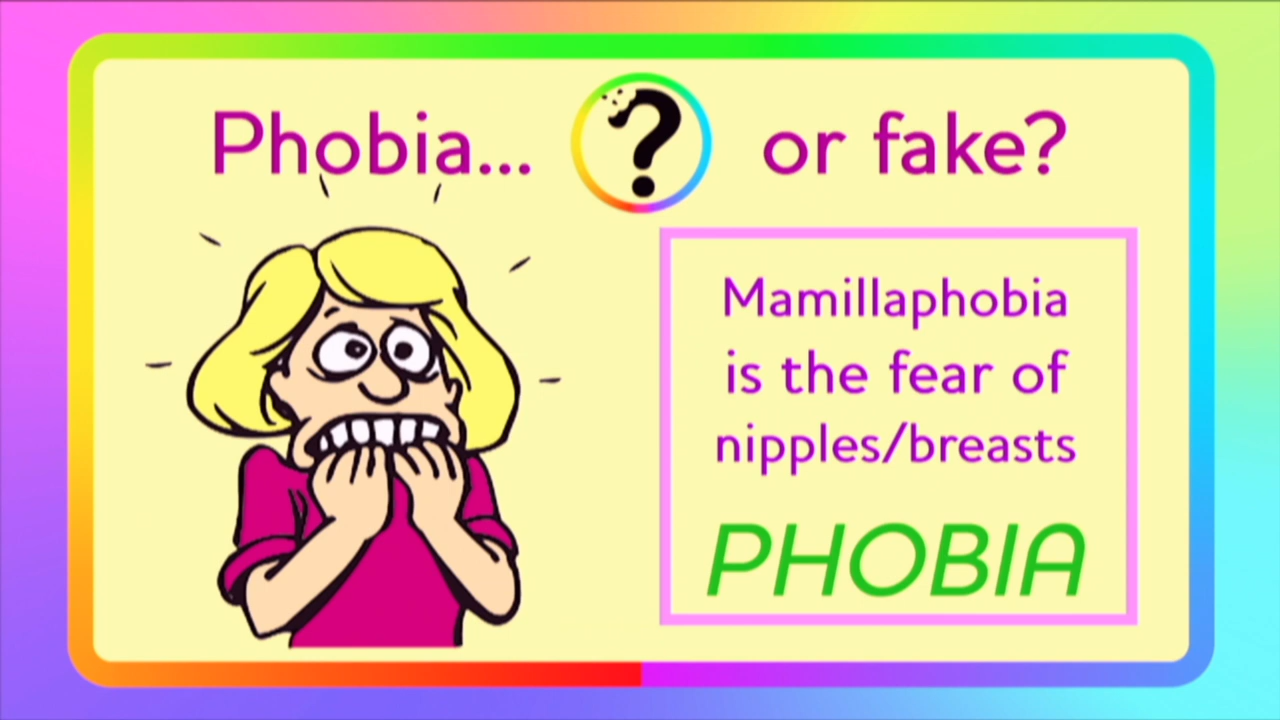 Phobia... ? or fake?
Mamillaphobia
is the fear of
nipples/breasts
PHOBIA